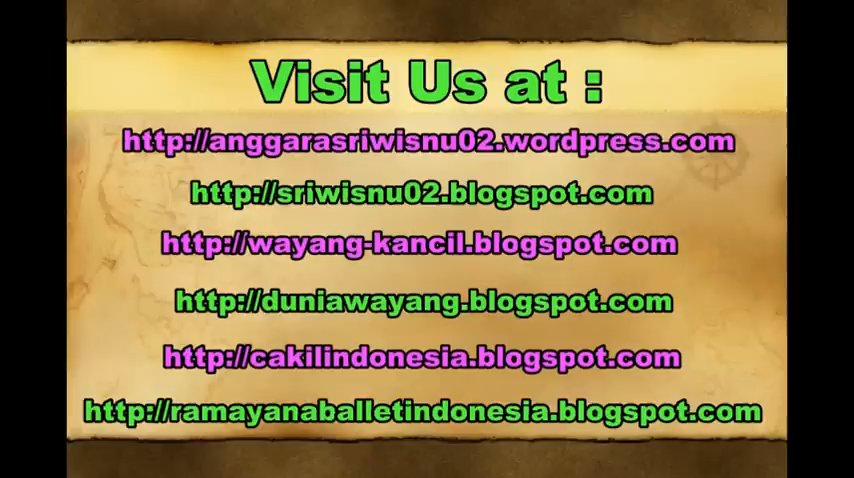 Visit Us at :
http://anggarasriwisnu02.wordpress.com
http://sriwisnu02.blogspot.com
http://wayang-kancil.blogspot.com
http://duniawayang.blogspot.com
http://cakilindonesia.blogspot.com
http://ramayanaballetindonesia.blogspot.com